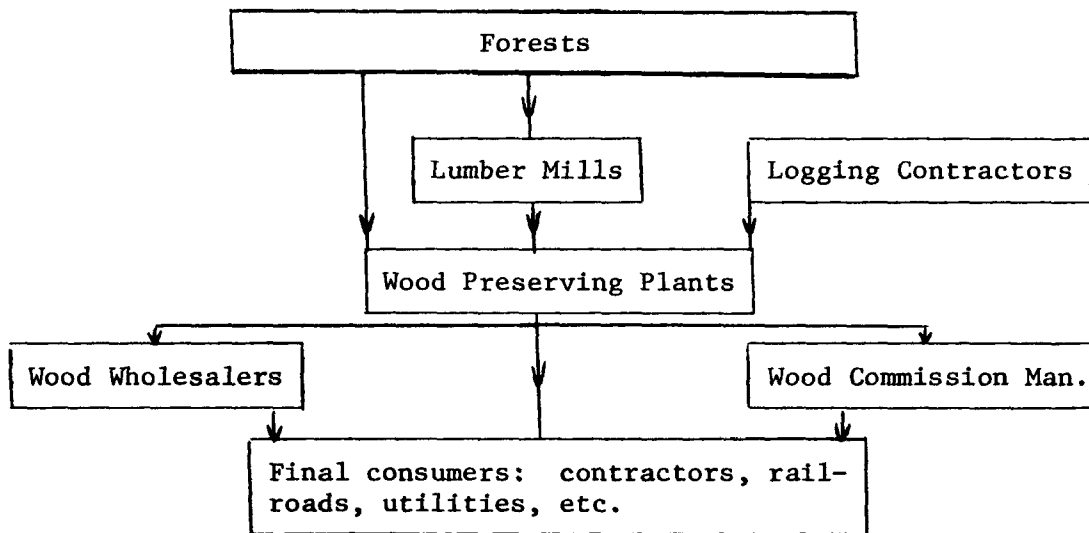 Forests
Lumber Mills
Logging Contractors
Wood Preserving Plants
Wood Wholesalers
Wood Commission Man.
Final consumers: contractors, rail-
roads, utilities, etc.